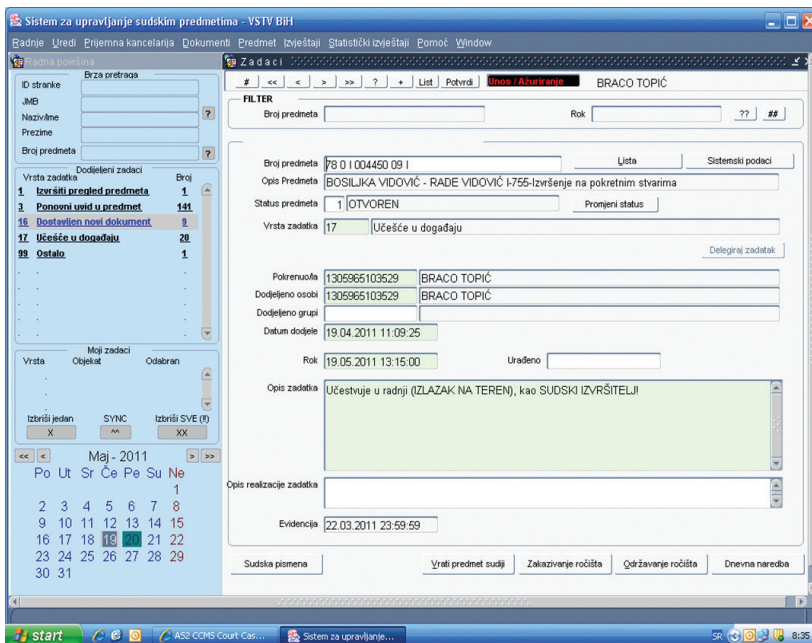 Sistem za upravljanje sudskim predmetima - VSTV BiH
Radnje Uredi Prijemna kancelarija Dokumenti Predmet Izvještaji Statistički izvještaji Pomoć Window
Radna površina
Brza pretraga
ID stranke
JMB
Naziv/Ime
?
Prezime
Broj predmeta
?
Dodijeljeni zadaci
Vrsta zadatka Broj
1 Izvršiti pregled predmeta 1
3 Ponovni uvid u predmet 141
16 Dostavljen novi dokument 9
17 Učešće u događaju 20
99 Ostalo 1
Moji zadaci
Vrsta Objekat Odabran
Izbriši jedan SYNC Izbriši SVE (!!)
X ^^ XX
<< < Maj - 2011 > >>
Po Ut Sr Če Pe Su Ne
1
2 3 4 5 6 7 8
9 10 11 12 13 14 15
16 17 18 19 20 21 22
23 24 25 26 27 28 29
30 31
Zadaci
# << < > >> ? + List Potvrdi Unos / Ažuriranje BRACO TOPIĆ
FILTER
Broj predmeta Rok ?? ##
Broj predmeta 78 0 I 004450 09 I Lista Sistemski podaci
Opis Predmeta BOSILJKA VIDOVIĆ - RADE VIDOVIĆ I-755-Izvršenje na pokretnim stvarima
Status predmeta 1 OTVOREN Promjeni status
Vrsta zadatka 17 Učešće u događaju
Delegiraj zadatak
Pokrenuo/la 1305965103529 BRACO TOPIĆ
Dodjeljeno osobi 1305965103529 BRACO TOPIĆ
Dodjeljeno grupi
Datum dodjele 19.04.2011 11:09:25
Rok 19.05.2011 13:15:00 Urađeno
Opis zadatka Učestvuje u radnji (IZLAZAK NA TEREN), kao SUDSKI IZVRŠITELJ!
Opis realizacije zadatka
Evidencija 22.03.2011 23:59:59
Sudska pismena Vrati predmet sudiji Zakazivanje ročišta Održavanje ročišta Dnevna naredba
start AS2 CCMS Court Cas... Sistem za upravljanje... SR 8:35